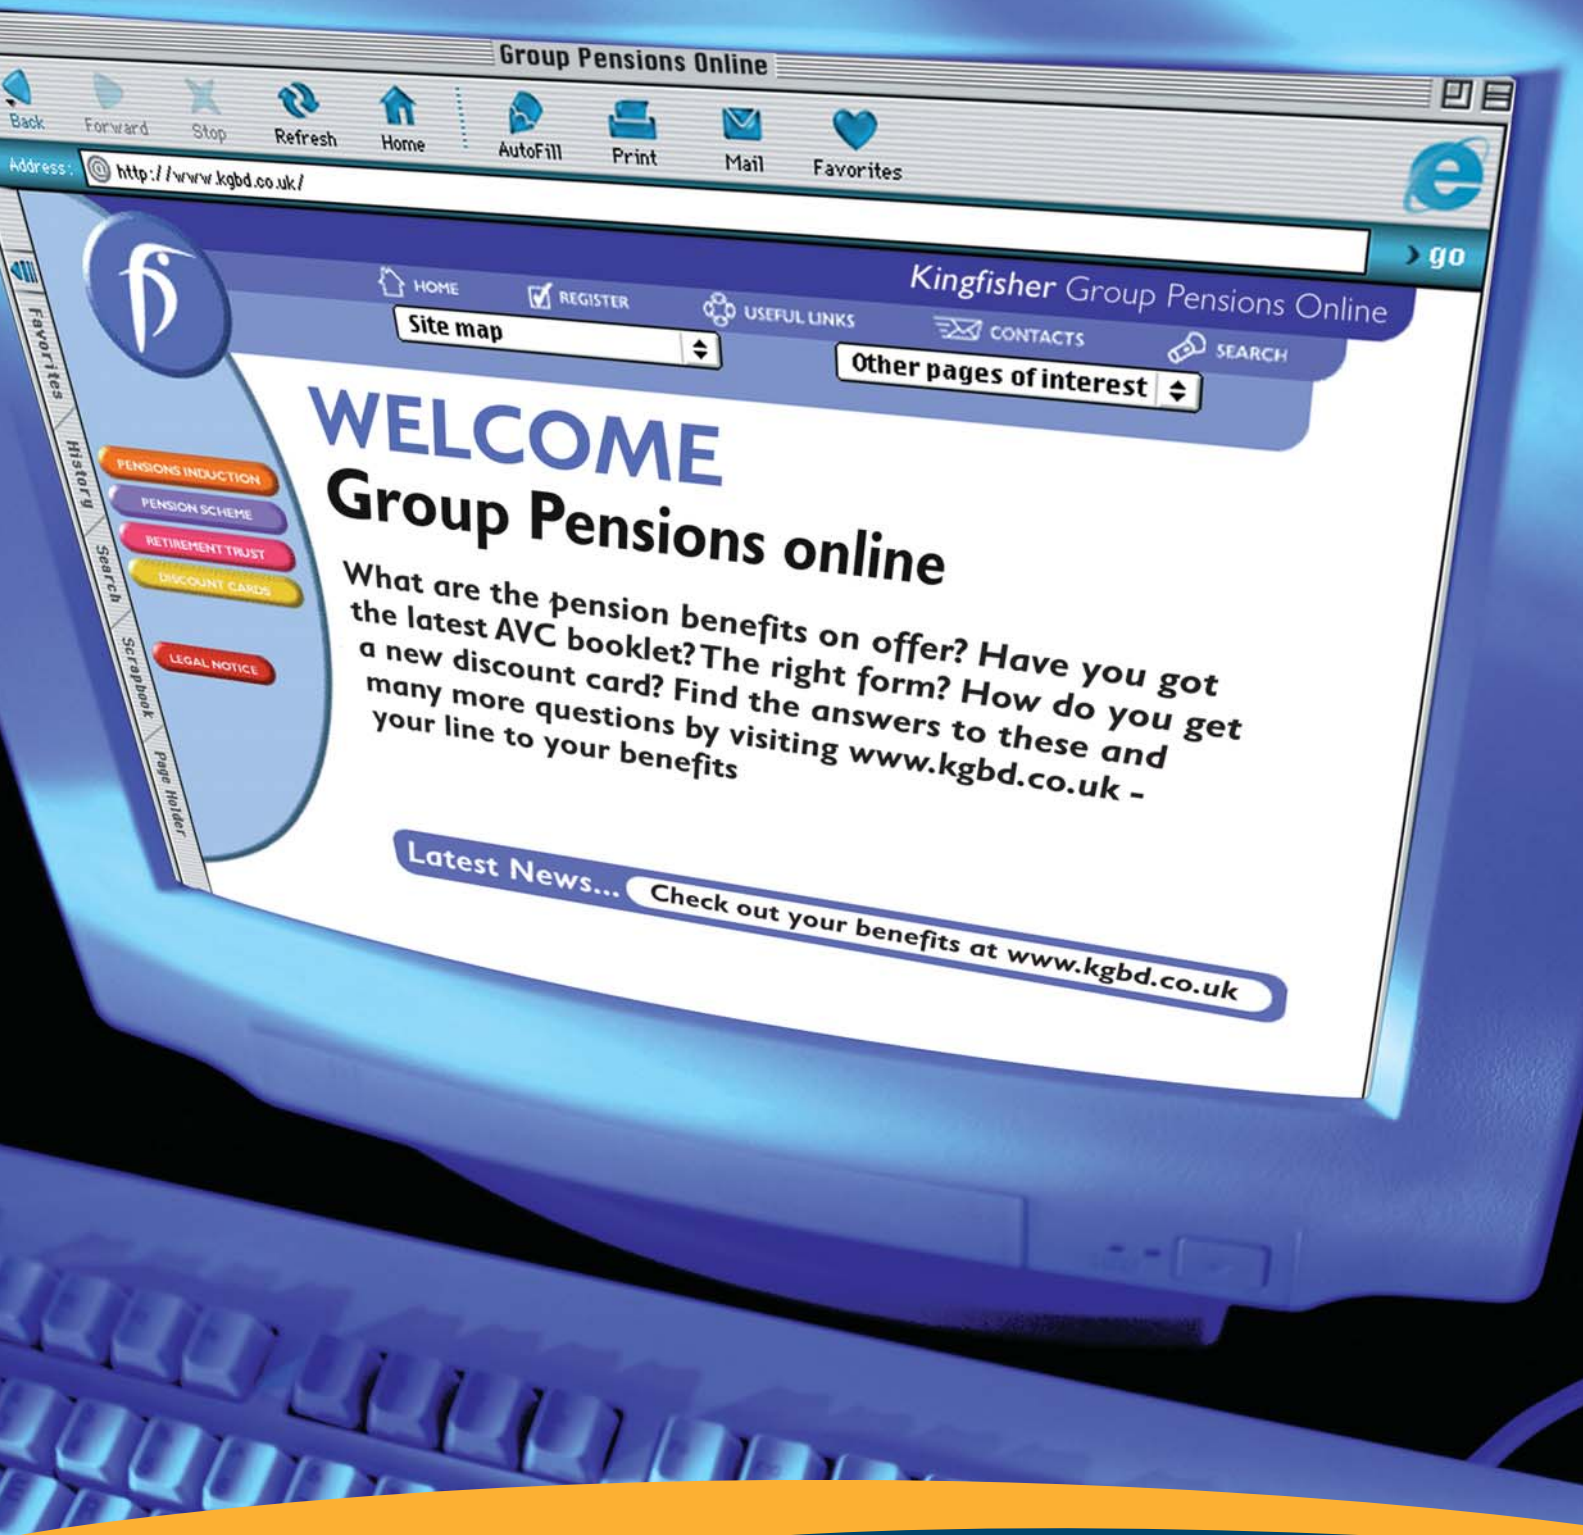 Group Pensions Online
Back
Forward
Stop
Refresh
Home
AutoFill
Print
Mail
Favorites
Address:
http://www.kgbd.co.uk/
go
Kingfisher Group Pensions Online
HOME
REGISTER
USEFUL LINKS
CONTACTS
SEARCH
Site map
Other pages of interest
Favorites
History
Search
Scrapbook
Page Holder
PENSIONS INDUCTION
PENSION SCHEME
RETIREMENT TRUST
DISCOUNT CARDS
LEGAL NOTICE
WELCOME
Group Pensions online
What are the pension benefits on offer? Have you got
the latest AVC booklet? The right form? How do you get
a new discount card? Find the answers to these and
many more questions by visiting www.kgbd.co.uk -
your line to your benefits
Latest News... Check out your benefits at www.kgbd.co.uk